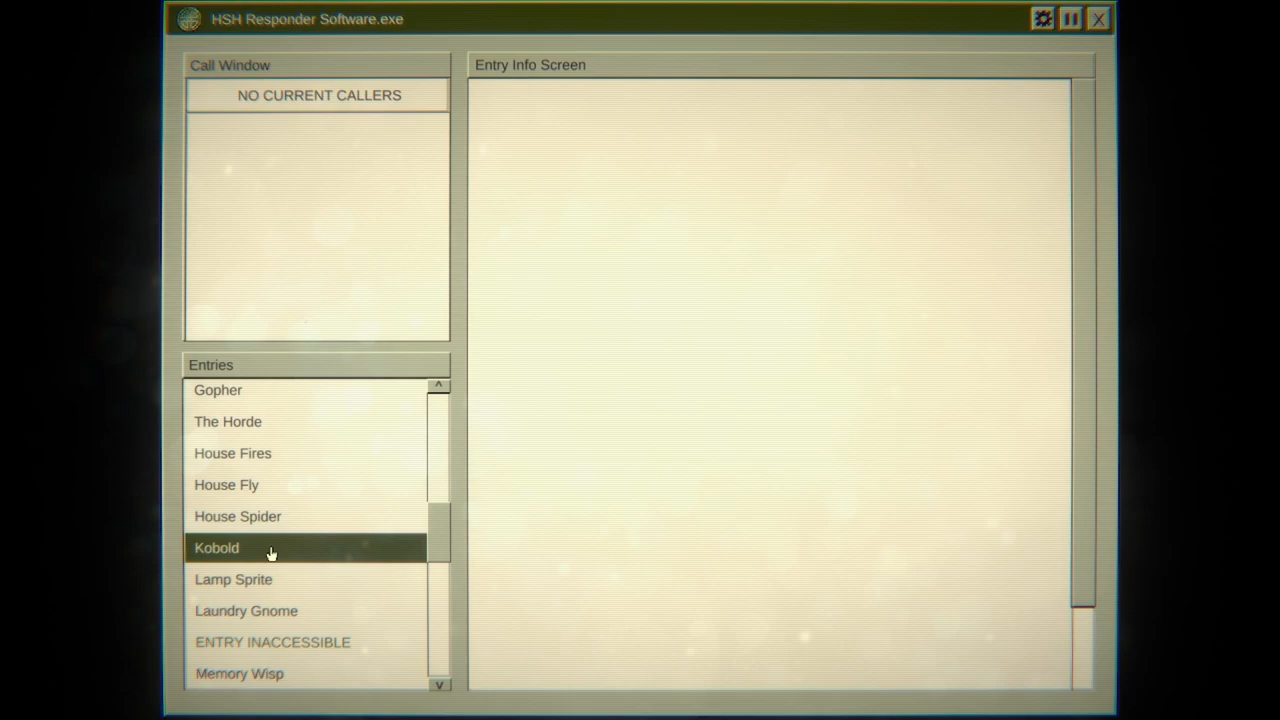 HSH Responder Software.exe
X
Call Window
NO CURRENT CALLERS
Entry Info Screen
Entries
Gopher
The Horde
House Fires
House Fly
House Spider
Kobold
Lamp Sprite
Laundry Gnome
ENTRY INACCESSIBLE
Memory Wisp